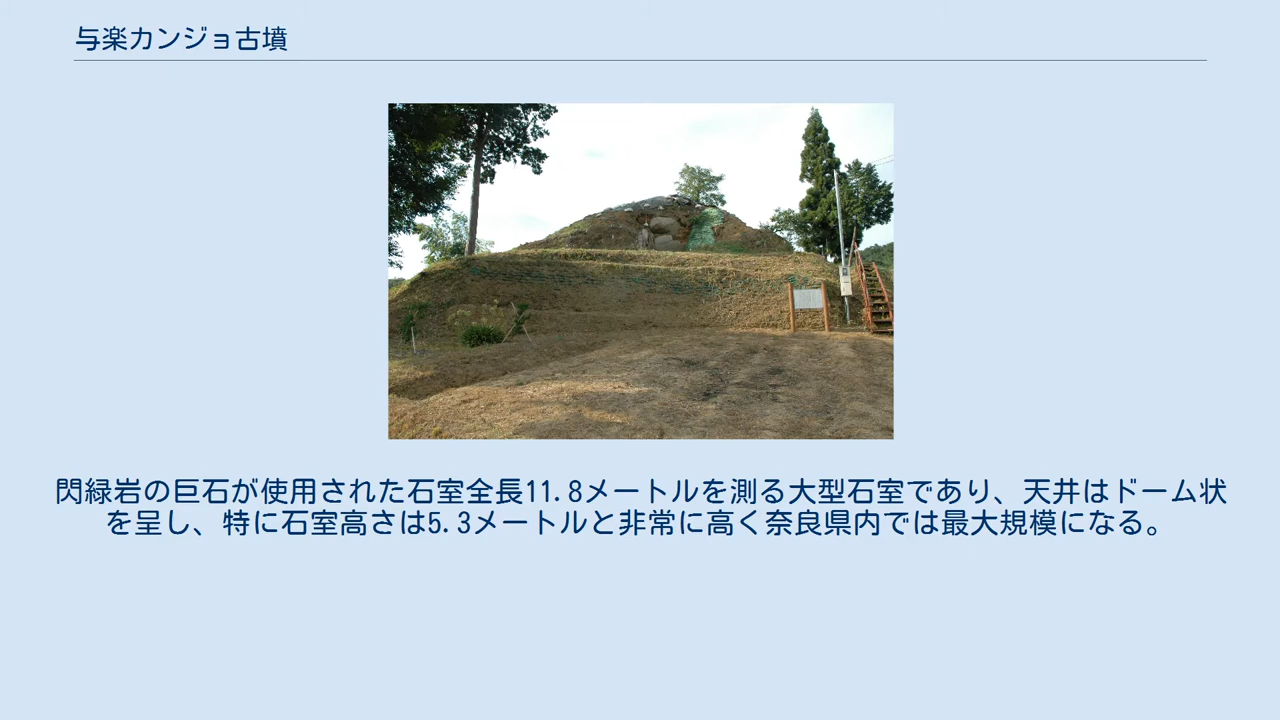 与楽カンジョ古墳
閃緑岩の巨石が使用された石室全長11.8メートルを測る大型石室であり、天井はドーム状
を呈し、特に石室高さは5.3メートルと非常に高く奈良県内では最大規模になる。